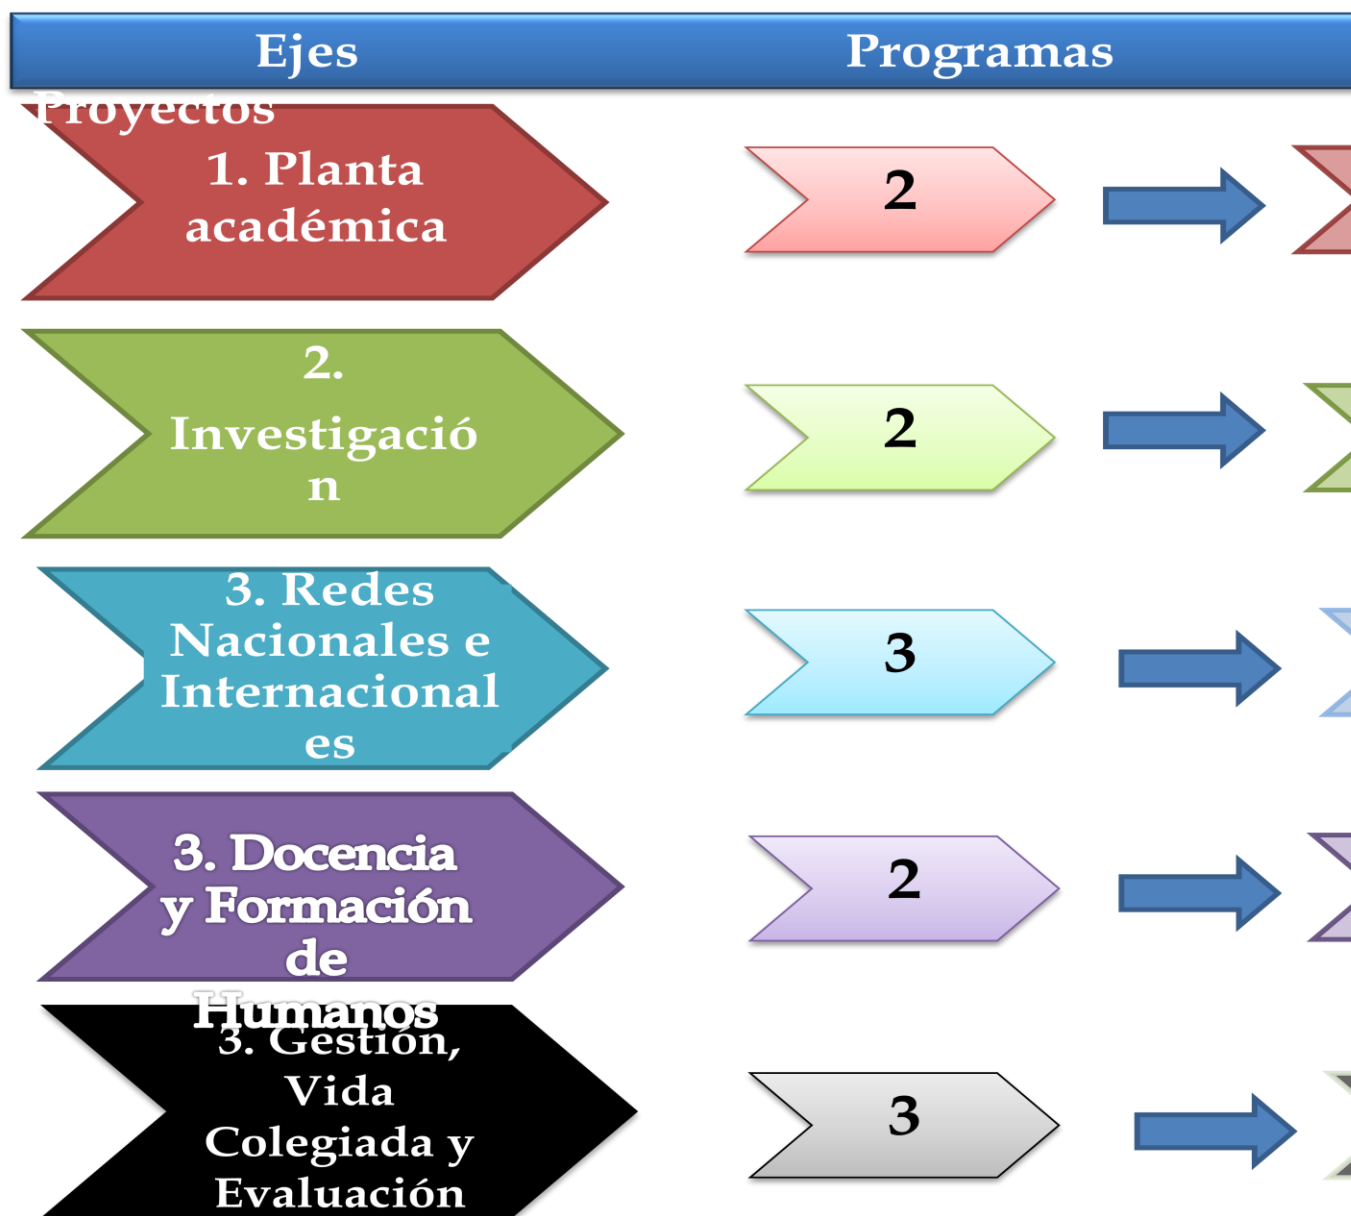 Ejes Programas
Proyectos
1. Planta
académica
2
2.
Investigació
n
2
3. Redes
Nacionales e
Internacional
es
3
3. Docencia
y Formación
de
Humanos
2
3. Gestión,
Vida
Colegiada y
Evaluación
3